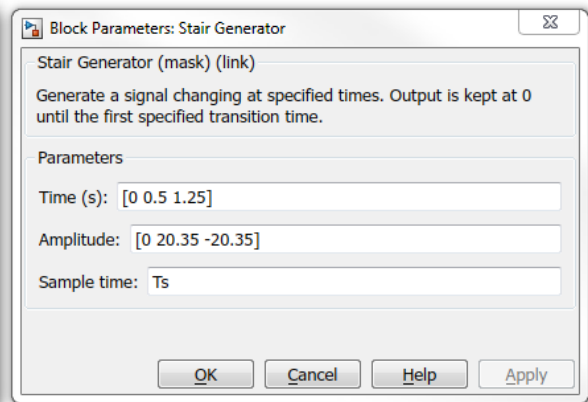 Block Parameters: Stair Generator
Stair Generator (mask) (link)
Generate a signal changing at specified times. Output is kept at 0
until the first specified transition time.
Parameters
Time (s): [0 0.5 1.25]
Amplitude: [0 20.35 -20.35]
Sample time: Ts
OK Cancel Help Apply